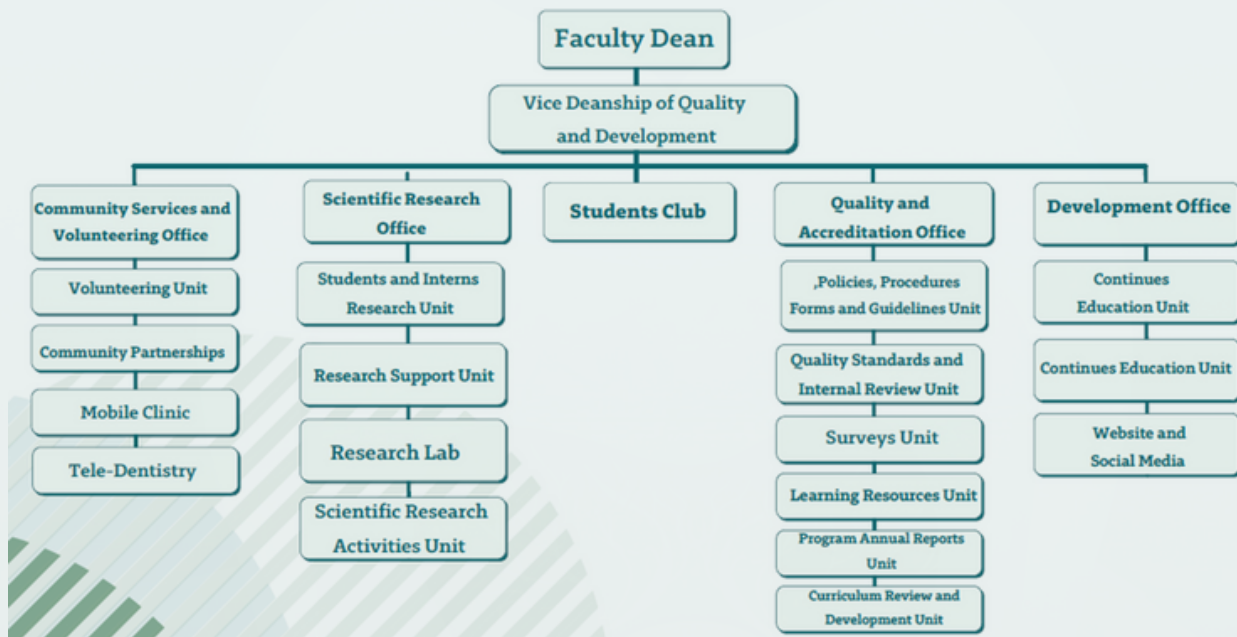 Faculty Dean
Vice Deanship of Quality
and Development
Community Services and
Volunteering Office
Volunteering Unit
Community Partnerships
Mobile Clinic
Tele-Dentistry
Scientific Research
Office
Students and Interns
Research Unit
Research Support Unit
Research Lab
Scientific Research
Activities Unit
Students Club
Quality and
Accreditation Office
,Policies, Procedures
Forms and Guidelines Unit
Quality Standards and
Internal Review Unit
Surveys Unit
Learning Resources Unit
Program Annual Reports
Unit
Curriculum Review and
Development Unit
Development Office
Continues
Education Unit
Continues Education Unit
Website and
Social Media